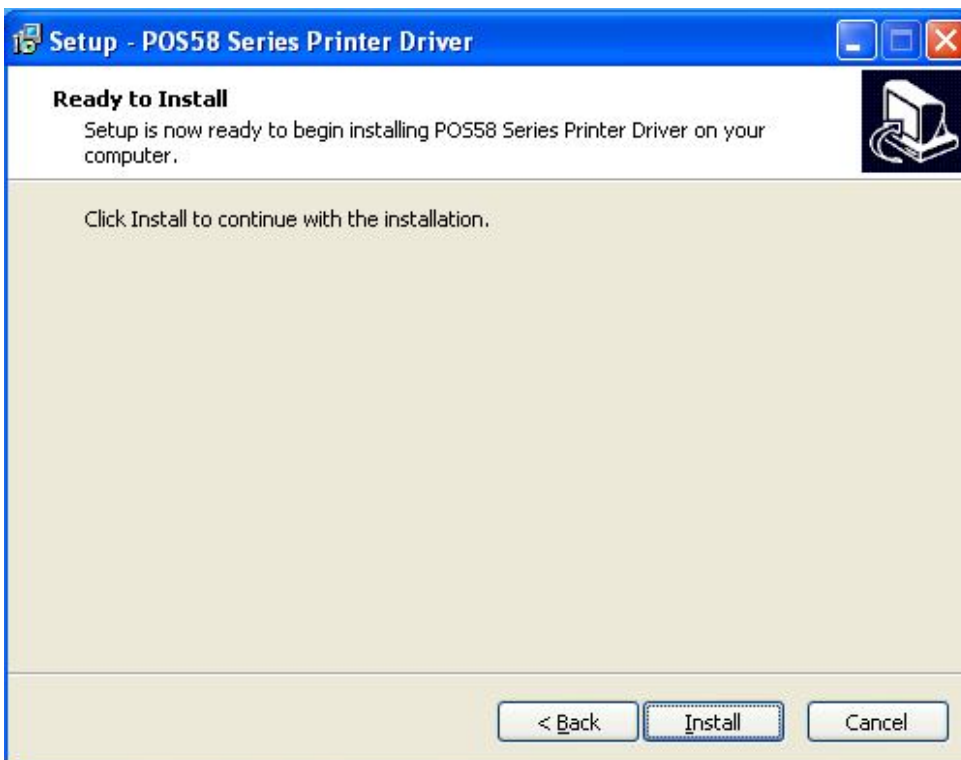 Setup - POS58 Series Printer Driver
Ready to Install
Setup is now ready to begin installing POS58 Series Printer Driver on your
computer.
Click Install to continue with the installation.
< Back
Install
Cancel